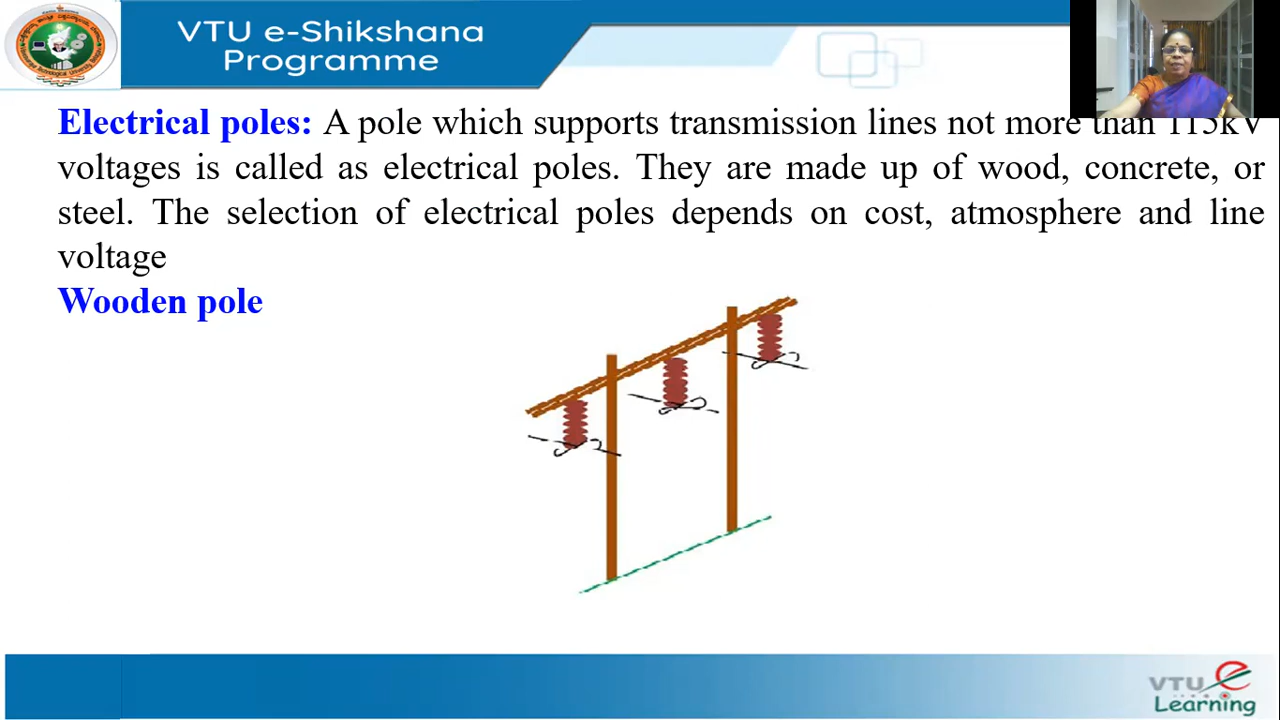 VTU e-Shikshana
Programme
Electrical poles: A pole which supports transmission lines not more than 115kV
voltages is called as electrical poles. They are made up of wood, concrete, or
steel. The selection of electrical poles depends on cost, atmosphere and line
voltage
Wooden pole
VTU e
Learning